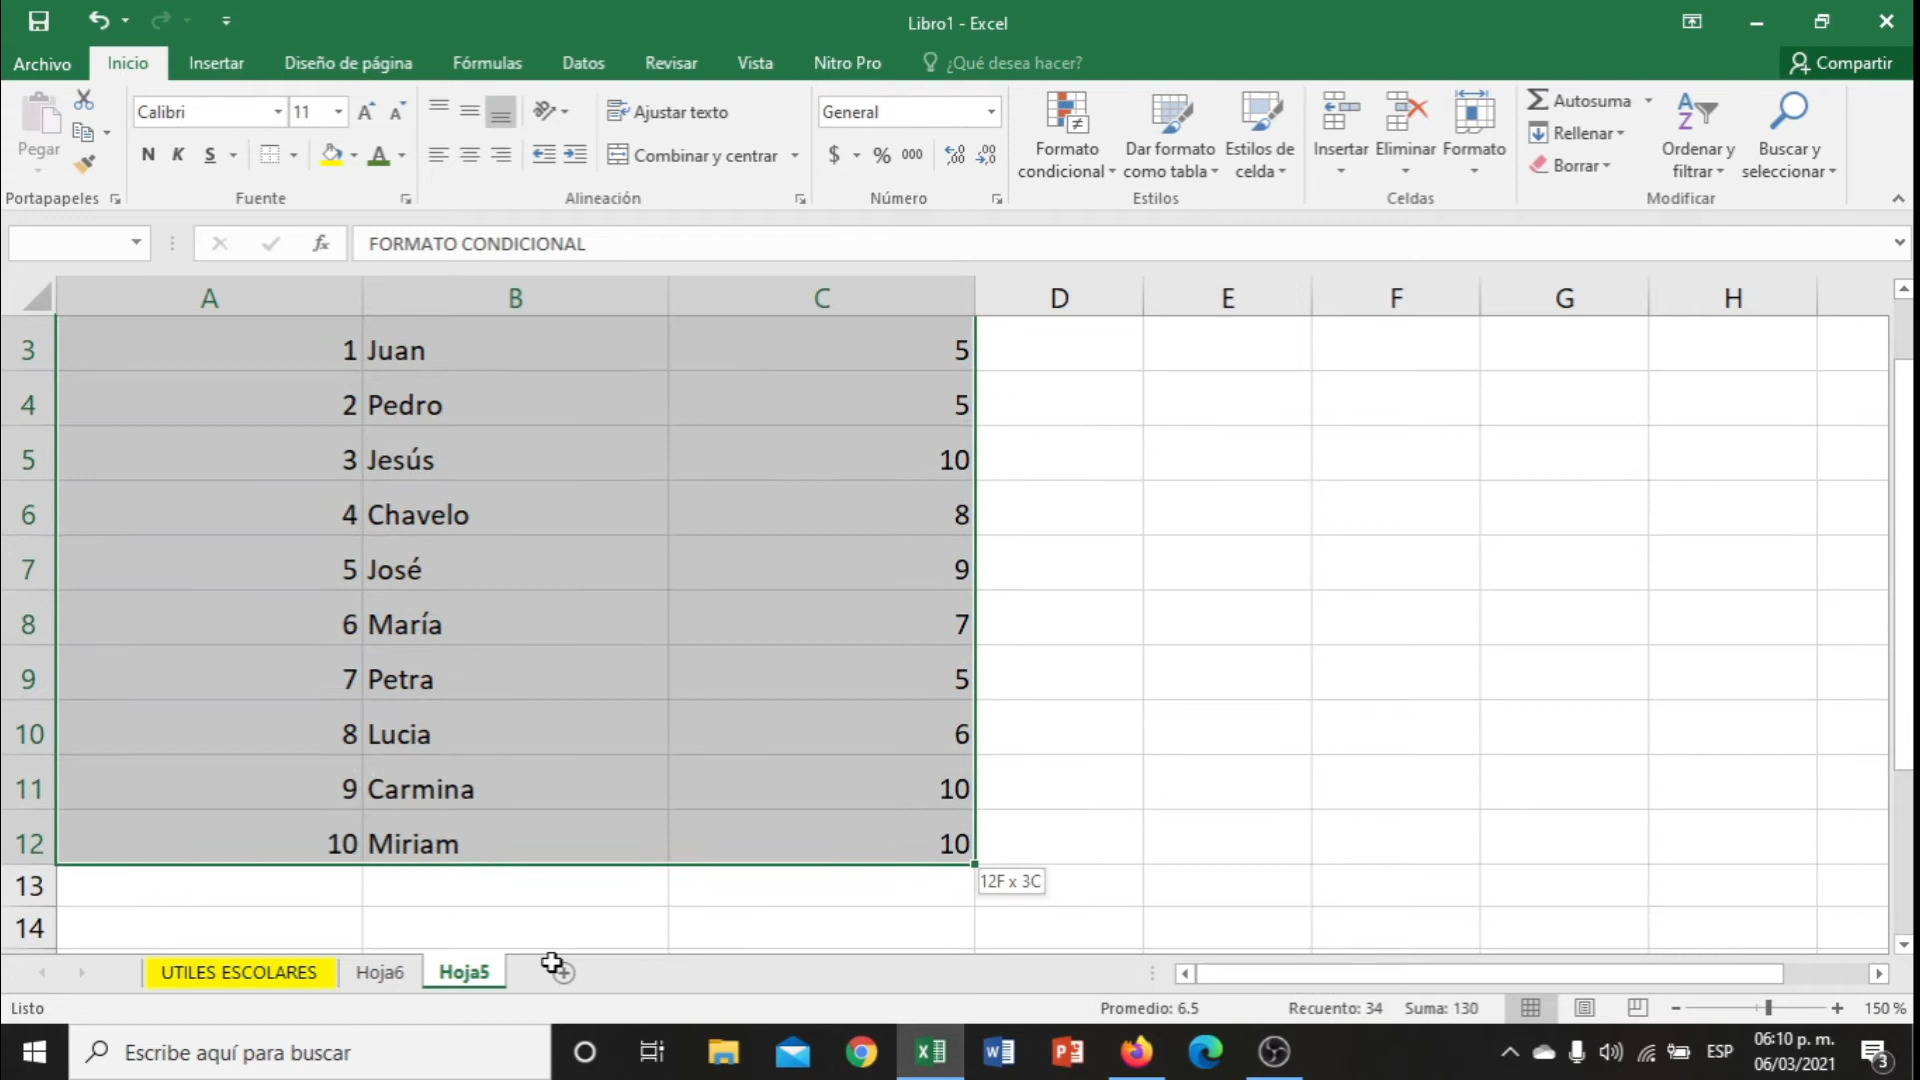 Libro1 - Excel
Archivo Inicio Insertar Diseño de página Fórmulas Datos Revisar Vista Nitro Pro ¿Qué desea hacer? Compartir
Pegar
Portapapeles
Calibri 11
N K S
Fuente
Ajustar texto
Combinar y centrar
Alineación
General
$ % 000
Número
Formato condicional
Dar formato como tabla
Estilos de celda
Estilos
Insertar Eliminar Formato
Celdas
Autosuma
Rellenar
Borrar
Ordenar y filtrar
Buscar y seleccionar
Modificar
fx FORMATO CONDICIONAL
A B C D E F G H
3 1 Juan 5
4 2 Pedro 5
5 3 Jesús 10
6 4 Chavelo 8
7 5 José 9
8 6 María 7
9 7 Petra 5
10 8 Lucia 6
11 9 Carmina 10
12 10 Miriam 10
12F x 3C
13
14
UTILES ESCOLARES Hoja6 Hoja5
Listo Promedio: 6.5 Recuento: 34 Suma: 130 150 %
Escribe aquí para buscar
ESP
06:10 p. m.
06/03/2021
3